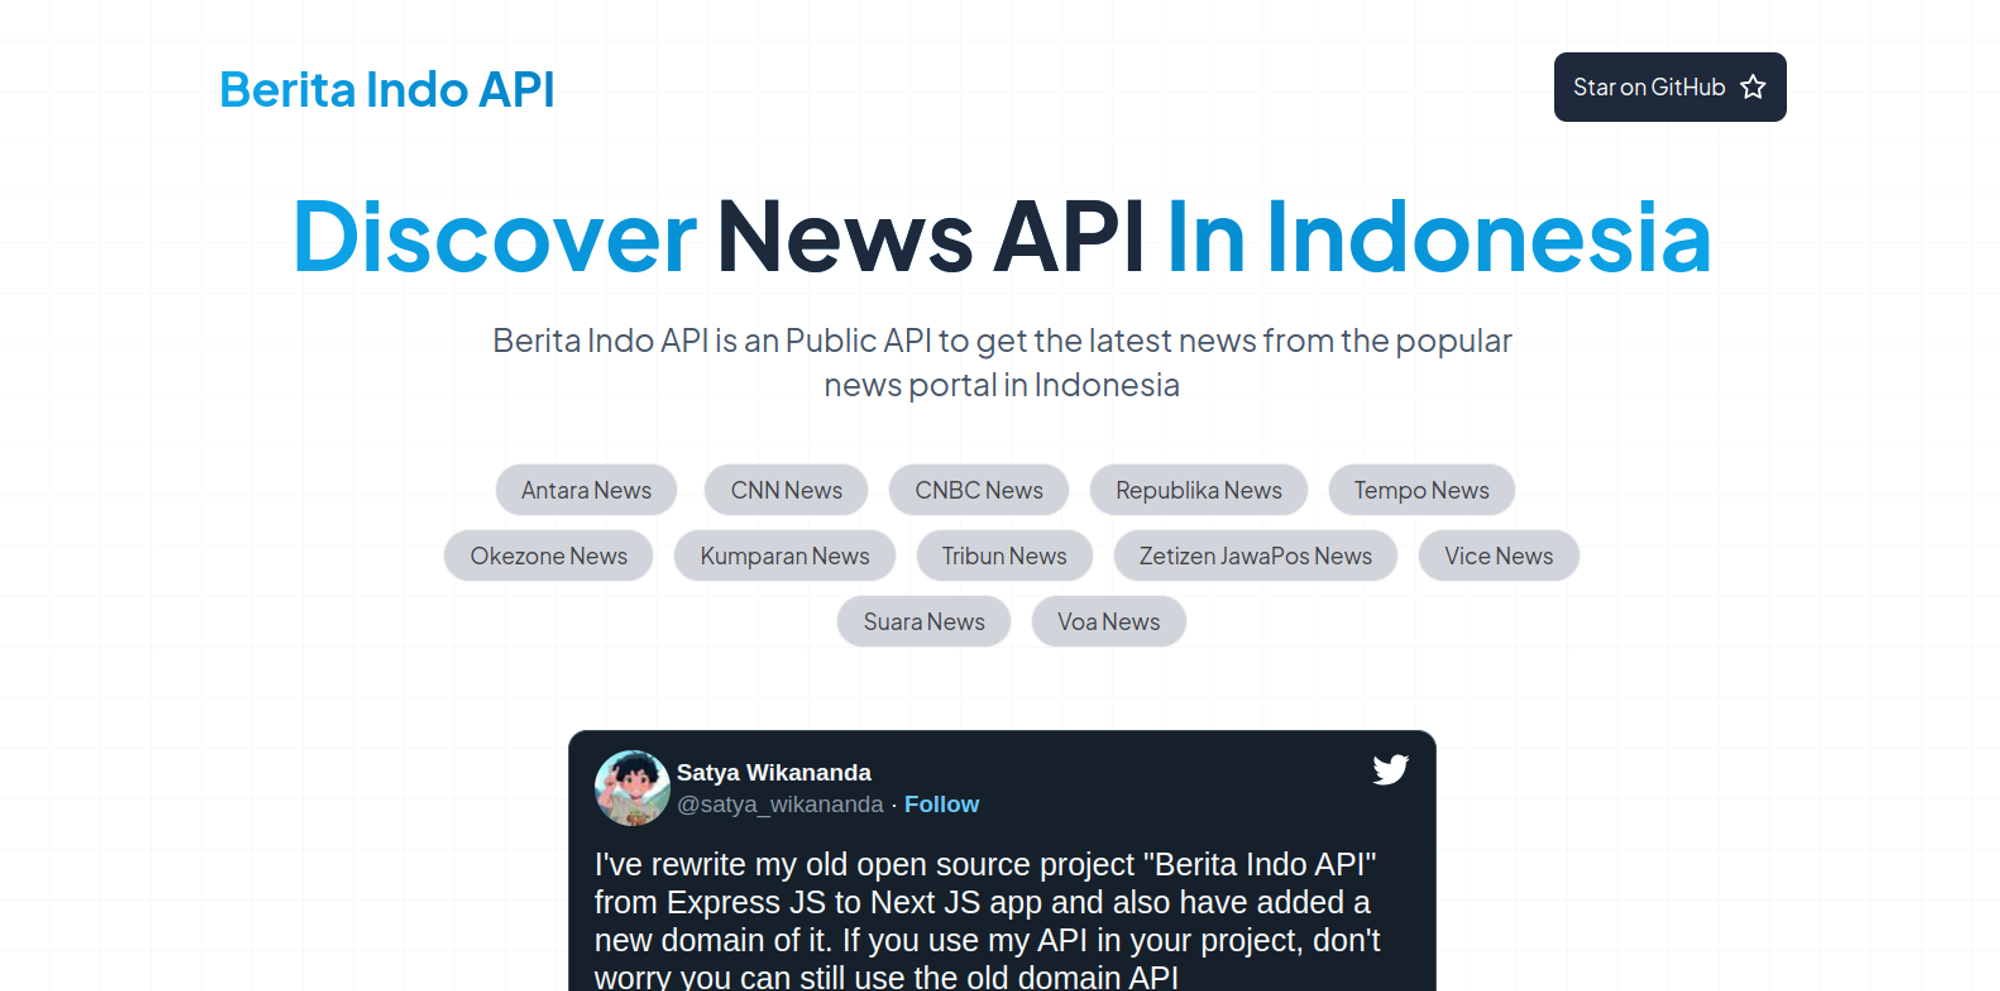 Berita Indo API
Star on GitHub
Discover News API In Indonesia
Berita Indo API is an Public API to get the latest news from the popular
news portal in Indonesia
Antara News
CNN News
CNBC News
Republika News
Tempo News
Okezone News
Kumparan News
Tribun News
Zetizen JawaPos News
Vice News
Suara News
Voa News
Satya Wikananda
@satya_wikananda · Follow
I've rewrite my old open source project "Berita Indo API"
from Express JS to Next JS app and also have added a
new domain of it. If you use my API in your project, don't
worry you can still use the old domain API